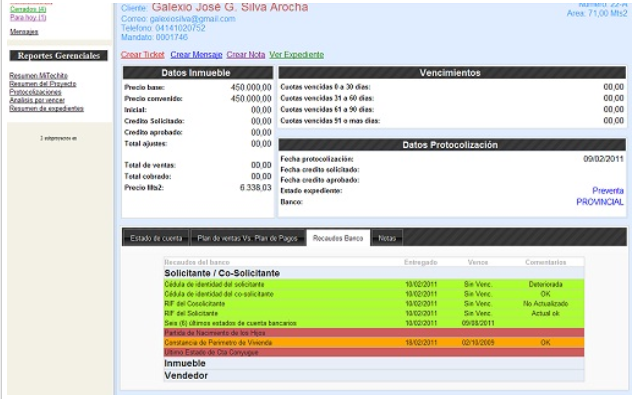 Cerrados (4)
Para hoy (1)
Mensajes
Reportes Gerenciales
Resumen MiTechito
Resumen del Proyecto
Protocolizaciones
Analisis por vencer
Resumen de expedientes
Cliente: Galexio José G. Silva Arocha
Correo: galexiosilva@gmail.com
Telefono: 04141020752
Mandato: 0001746
Numero: 22-A
Area: 71,00 Mts2
Crear Ticket Crear Mensaje Crear Nota Ver Expediente
Datos Inmueble
Precio base: 450.000,00
Precio convenido: 450.000,00
Inicial: 00,00
Credito Solicitado: 00,00
Credito aprobado: 00,00
Total ajustes: 00,00
Total de ventas: 00,00
Total cobrado: 00,00
Precio Mts2: 6.338,03
Vencimientos
Cuotas vencidas 0 a 30 dias: 00,00
Cuotas vencidas 31 a 60 dias: 00,00
Cuotas vencidas 61 a 90 dias: 00,00
Cuotas vencidas 91 o mas dias: 00,00
Datos Protocolización
Fecha protocolización: 09/02/2011
Fecha credito solicitado:
Fecha credito aprobado:
Estado expediente: Preventa
Banco: PROVINCIAL
Estado de cuenta Plan de ventas Vs. Plan de Pagos Recaudos Banco Notas
Recaudos del banco Entregado Vence Comentarios
Solicitante / Co-Solicitante
Cédula de identidad del solicitante 10/02/2011 Sin Venc. Deteriorada
Cédula de identidad del co-solicitante 10/02/2011 Sin Venc. OK
RIF del Cosolicitante 10/02/2011 Sin Venc. No Actualizado
RIF del Solicitante 10/02/2011 Sin Venc. Actual ok
Seis (6) últimos estados de cuenta bancarios 10/02/2011 09/08/2011
Partida de Nacimiento de los Hijos
Constancia de Perimetro de Vivienda 10/02/2011 02/10/2009 OK
Ultimo Estado de Cta Conyugue
Inmueble
Vendedor